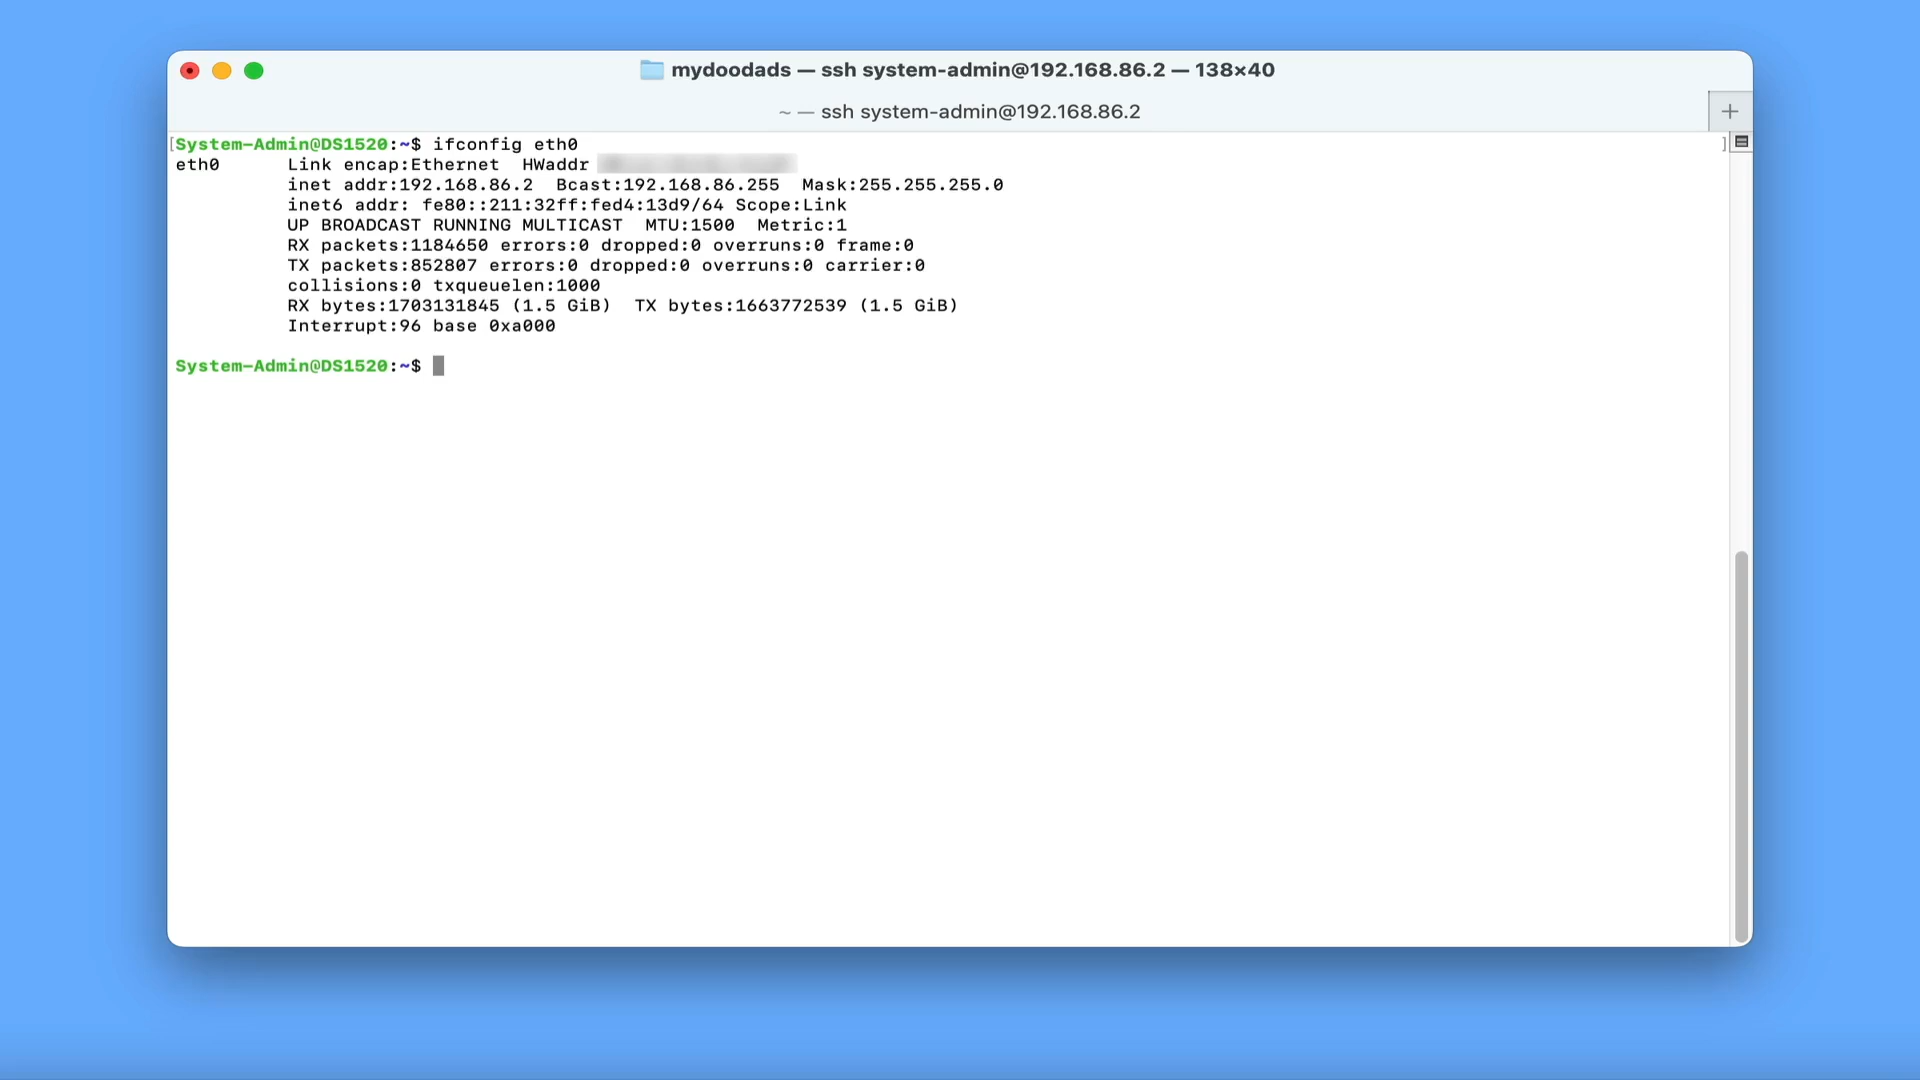 mydoodads — ssh system-admin@192.168.86.2 — 138×40
~ — ssh system-admin@192.168.86.2
+
[System-Admin@DS1520:~$ ifconfig eth0 ]
eth0      Link encap:Ethernet  HWaddr
          inet addr:192.168.86.2  Bcast:192.168.86.255  Mask:255.255.255.0
          inet6 addr: fe80::211:32ff:fed4:13d9/64 Scope:Link
          UP BROADCAST RUNNING MULTICAST  MTU:1500  Metric:1
          RX packets:1184650 errors:0 dropped:0 overruns:0 frame:0
          TX packets:852807 errors:0 dropped:0 overruns:0 carrier:0
          collisions:0 txqueuelen:1000
          RX bytes:1703131845 (1.5 GiB)  TX bytes:1663772539 (1.5 GiB)
          Interrupt:96 base 0xa000
System-Admin@DS1520:~$